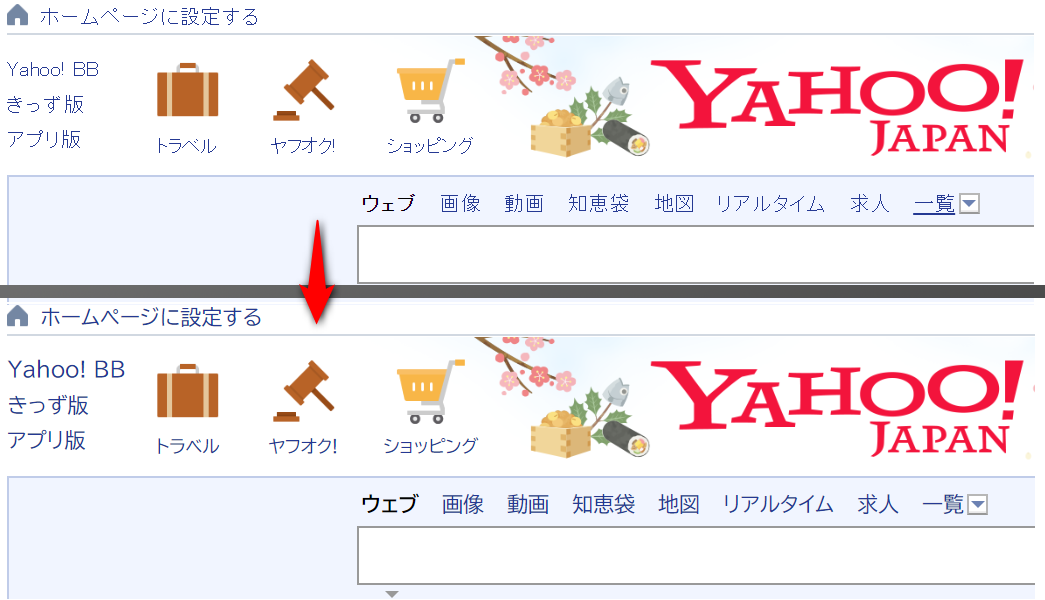 ホームページに設定する
Yahoo! BB
きっず版
アプリ版
トラベル ヤフオク! ショッピング
YAHOO!
JAPAN
ウェブ 画像 動画 知恵袋 地図 リアルタイム 求人 一覧
ホームページに設定する
Yahoo! BB
きっず版
アプリ版
トラベル ヤフオク! ショッピング
YAHOO!
JAPAN
ウェブ 画像 動画 知恵袋 地図 リアルタイム 求人 一覧